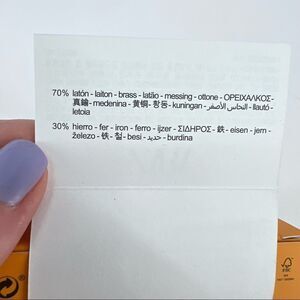 70% latón - laiton - brass - latão - messing - ottone - ΟΡΕΙΧΑΛΚΟΣ -
真鍮 - medenina - 黄铜 - 황동 - kuningan - النحاس الأصفر - llautó -
letoia
30% hierro - fer - iron - ferro - ijzer - ΣΙΔΗΡΟΣ - 鉄 - eisen - jern -
železo - 铁 - 철 - besi - حديد - burdina
FSC